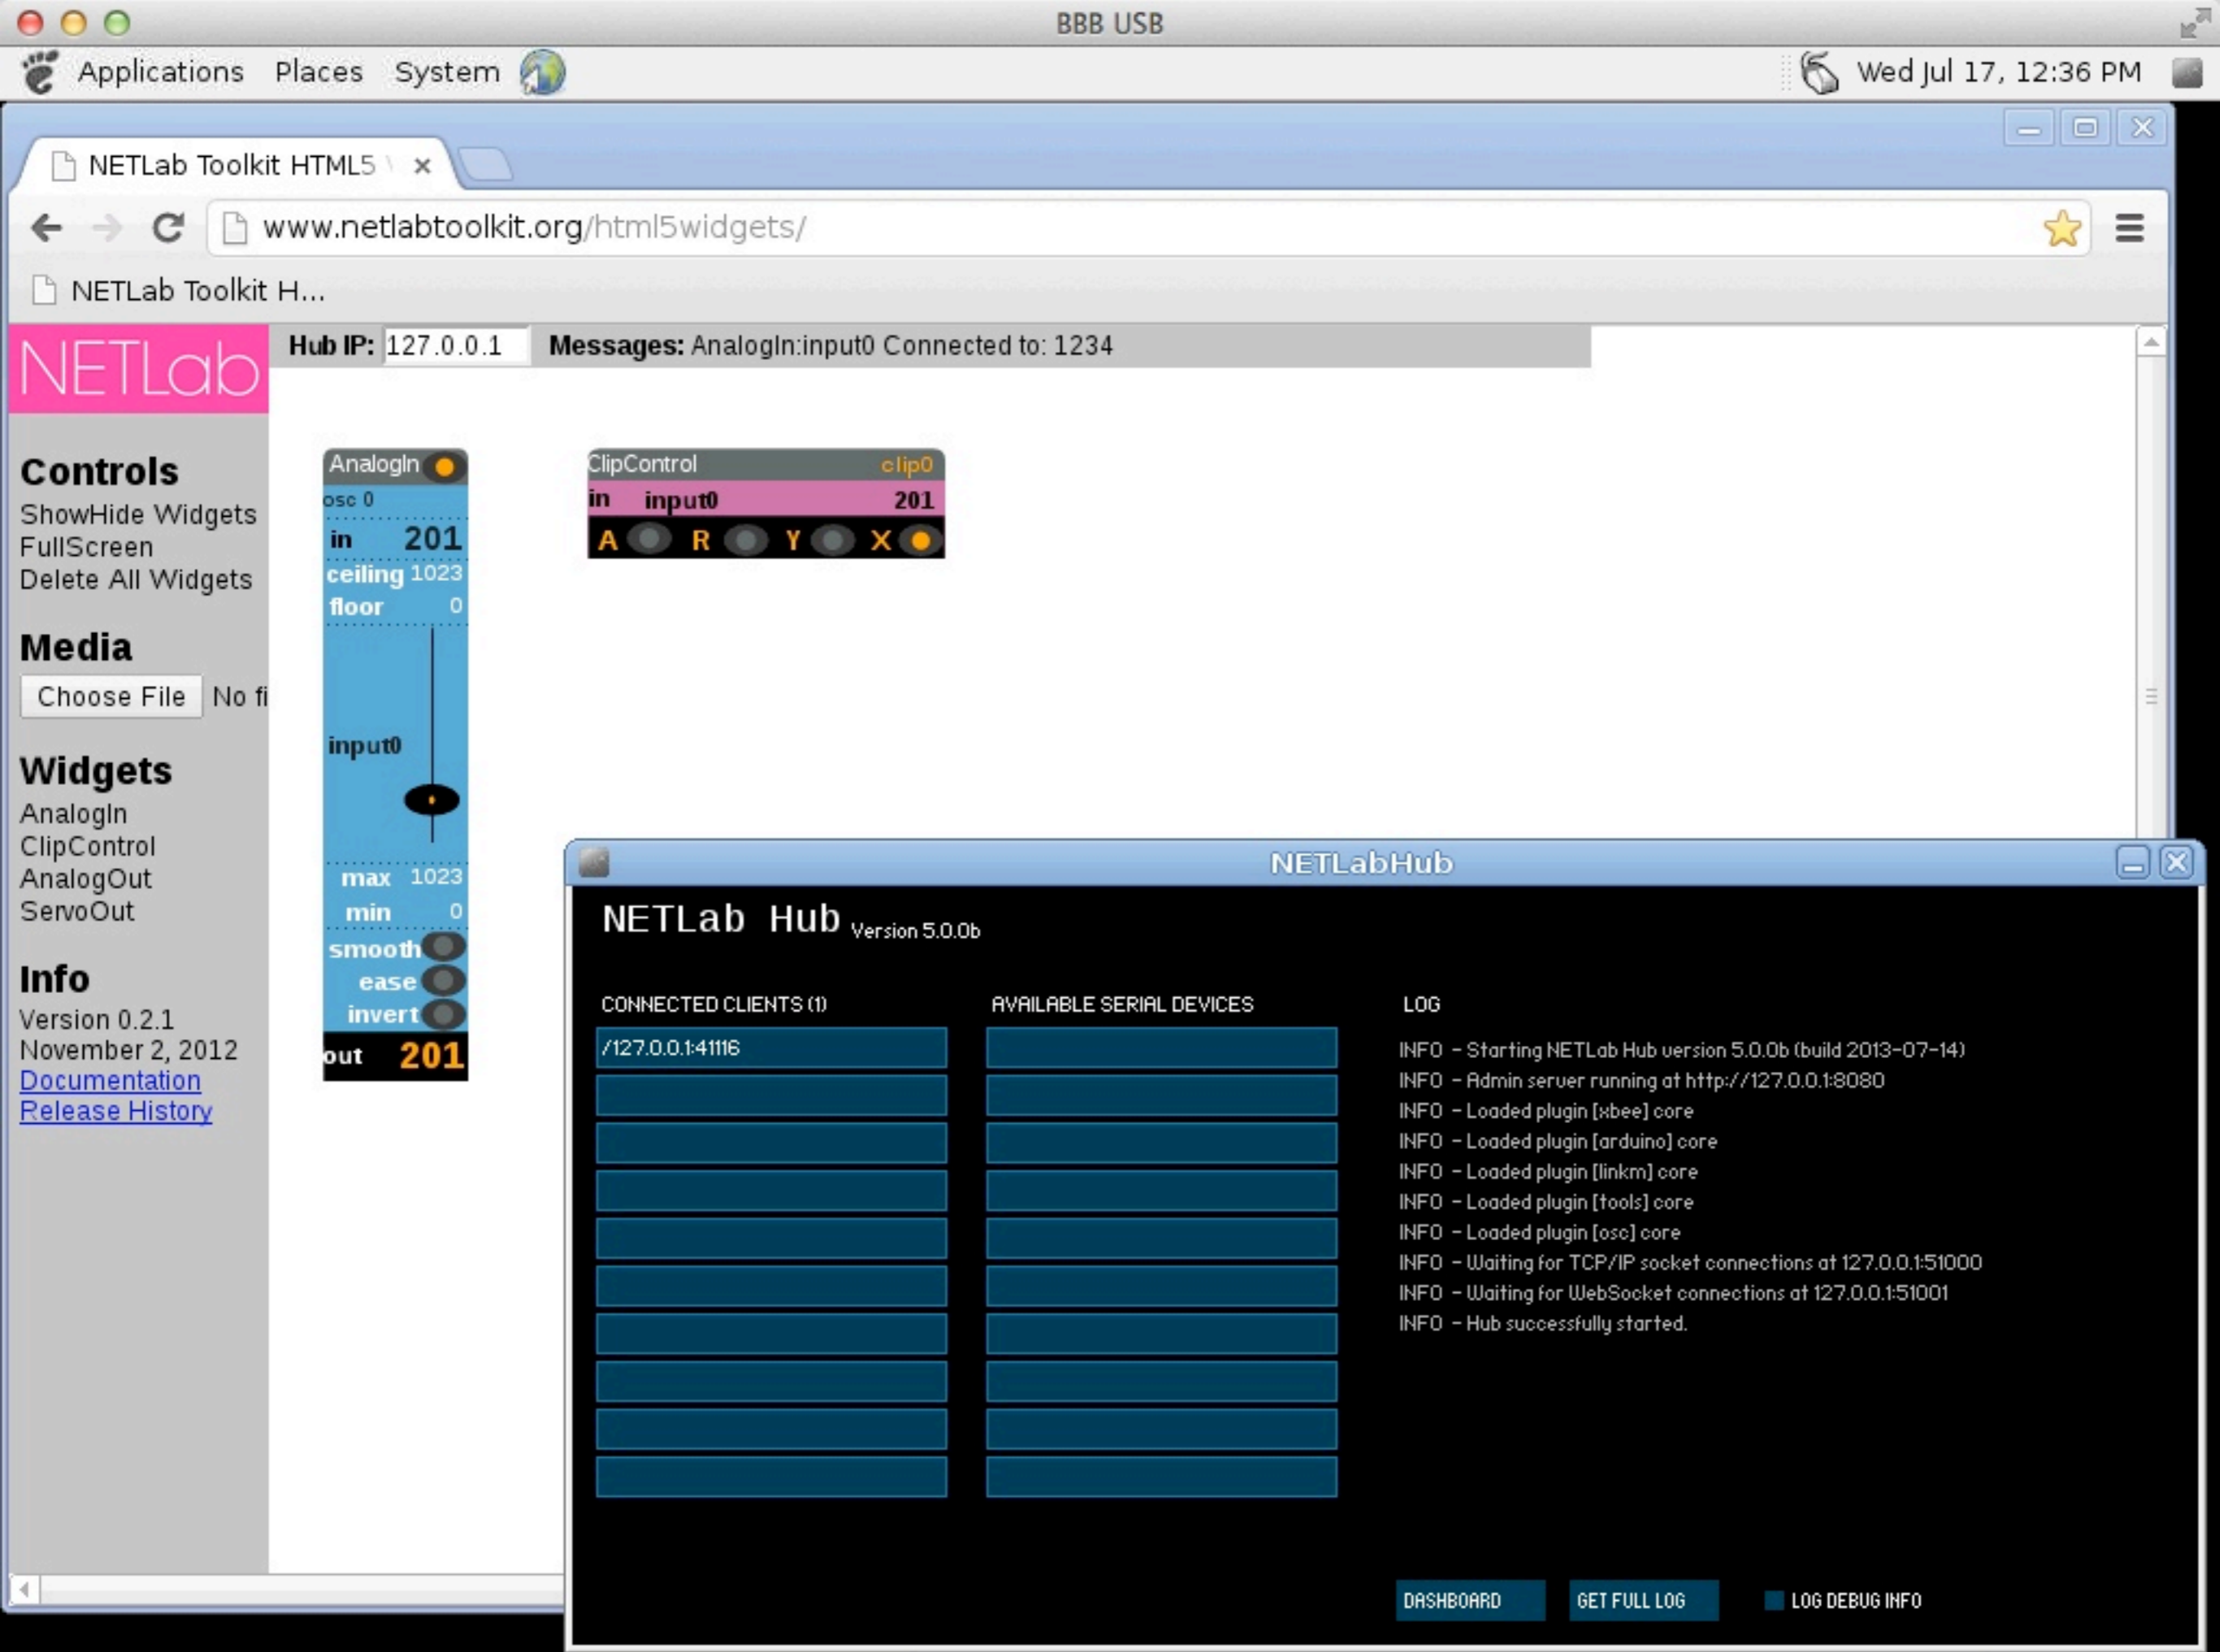 BBB USB
Applications Places System Wed Jul 17, 12:36 PM
NETLab Toolkit HTML5
www.netlabtoolkit.org/html5widgets/
NETLab Toolkit H...
NETLab
Hub IP: 127.0.0.1 Messages: AnalogIn:input0 Connected to: 1234
Controls
ShowHide Widgets
FullScreen
Delete All Widgets
Media
Choose File No fi
Widgets
AnalogIn
ClipControl
AnalogOut
ServoOut
Info
Version 0.2.1
November 2, 2012
Documentation
Release History
AnalogIn
osc 0
in 201
ceiling 1023
floor 0
input0
max 1023
min 0
smooth
ease
invert
out 201
ClipControl clip0
in input0 201
A R Y X
NETLabHub
NETLab Hub Version 5.0.0b
CONNECTED CLIENTS (1)
/127.0.0.1:41116
AVAILABLE SERIAL DEVICES
LOG
INFO - Starting NETLab Hub version 5.0.0b (build 2013-07-14)
INFO - Admin server running at http://127.0.0.1:8080
INFO - Loaded plugin [xbee] core
INFO - Loaded plugin [arduino] core
INFO - Loaded plugin [linkm] core
INFO - Loaded plugin [tools] core
INFO - Loaded plugin [osc] core
INFO - Waiting for TCP/IP socket connections at 127.0.0.1:51000
INFO - Waiting for WebSocket connections at 127.0.0.1:51001
INFO - Hub successfully started.
DASHBOARD GET FULL LOG LOG DEBUG INFO